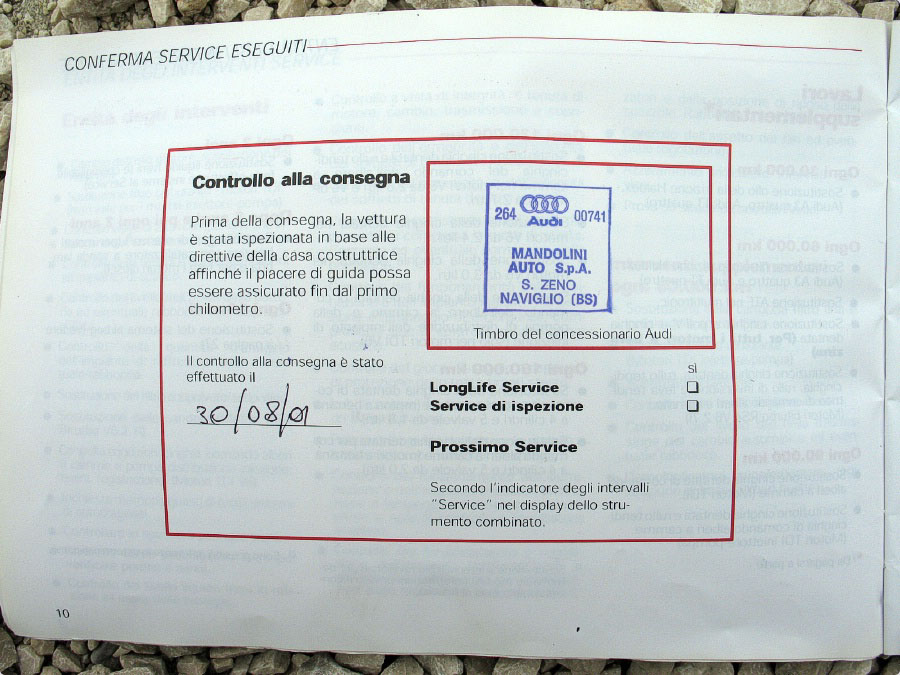 CONFERMA SERVICE ESEGUITI
Controllo alla consegna
Prima della consegna, la vettura
è stata ispezionata in base alle
direttive della casa costruttrice
affinché il piacere di guida possa
essere assicurato fin dal primo
chilometro.
Il controllo alla consegna è stato
effettuato il
30/08/01
264 Audi 00741
MANDOLINI
AUTO S.p.A.
S. ZENO
NAVIGLIO (BS)
Timbro del concessionario Audi
sì
LongLife Service
Service di ispezione
Prossimo Service
Secondo l'indicatore degli intervalli
"Service" nel display dello stru-
mento combinato.
10